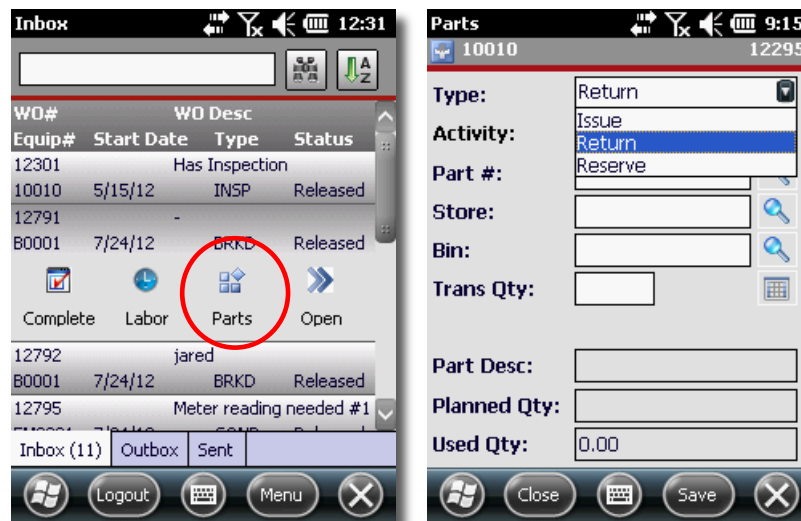 Inbox 12:31
WO# WO Desc
Equip# Start Date Type Status
12301 Has Inspection
10010 5/15/12 INSP Released
12791 -
B0001 7/24/12 BRKD Released
Complete Labor Parts Open
12792 jared
B0001 7/24/12 BRKD Released
12795 Meter reading needed #1
Inbox (11) Outbox Sent
Logout Menu
Parts 9:15
10010 12295
Type: Return
Issue
Activity: Return
Reserve
Part #:
Store:
Bin:
Trans Qty:
Part Desc:
Planned Qty:
Used Qty: 0.00
Close Save